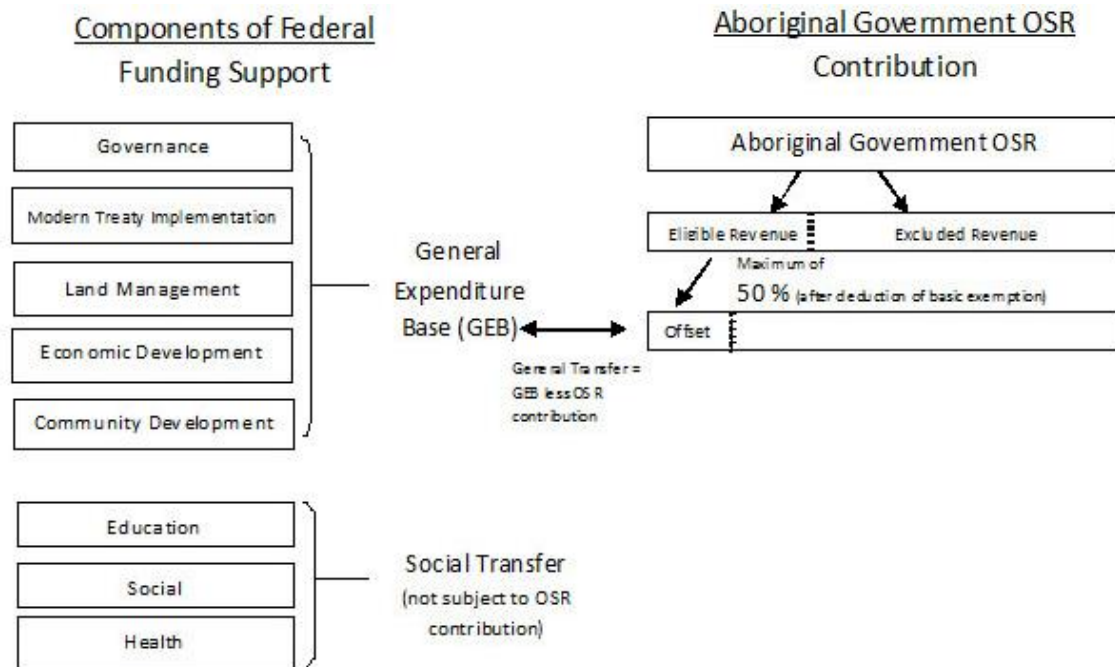 Components of Federal
Funding Support
Governance
Modern Treaty Implementation
Land Management
Economic Development
Community Development
General
Expenditure
Base (GEB)
General Transfer =
GEB less OSR
contribution
Education
Social
Health
Social Transfer
(not subject to OSR
contribution)
Aboriginal Government OSR
Contribution
Aboriginal Government OSR
Eligible Revenue
Excluded Revenue
Maximum of
50 % (after deduction of basic exemption)
Offset